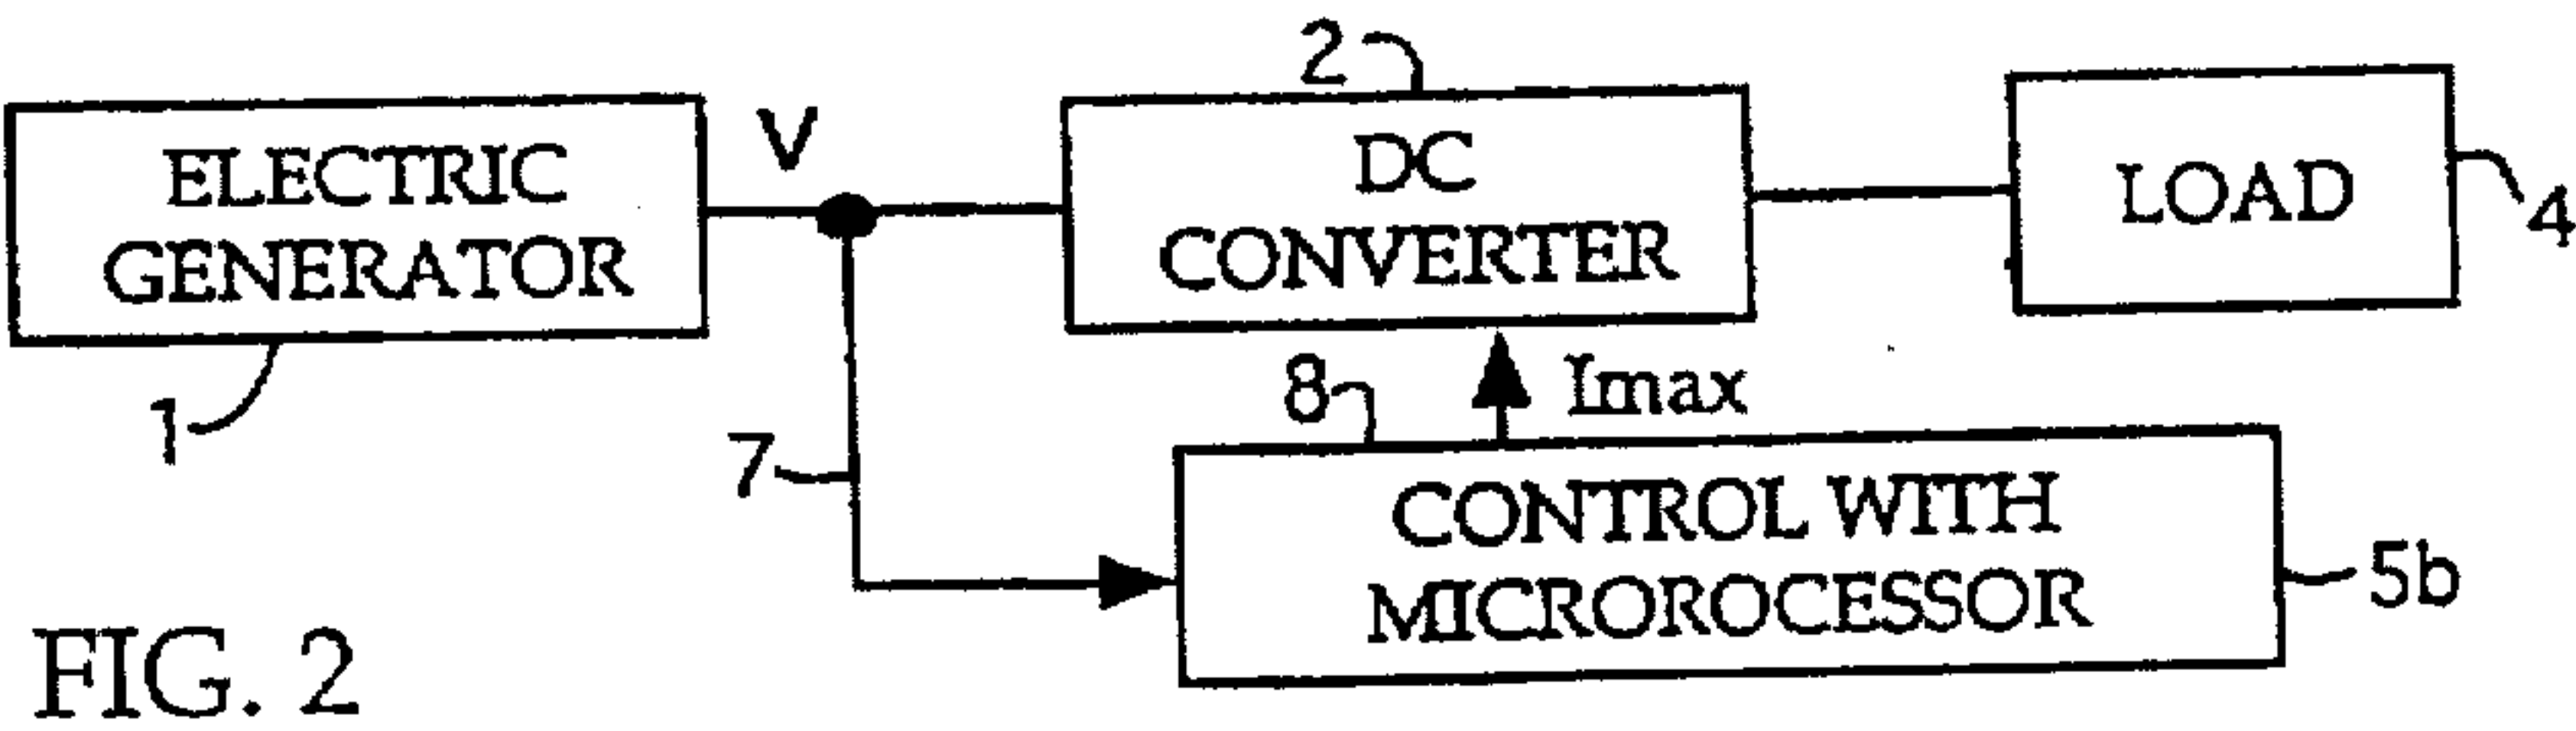 2
ELECTRIC
GENERATOR
V
DC
CONVERTER
LOAD
4
1
7
8
Imax
CONTROL WITH
MICROROCESSOR
5b
FIG. 2